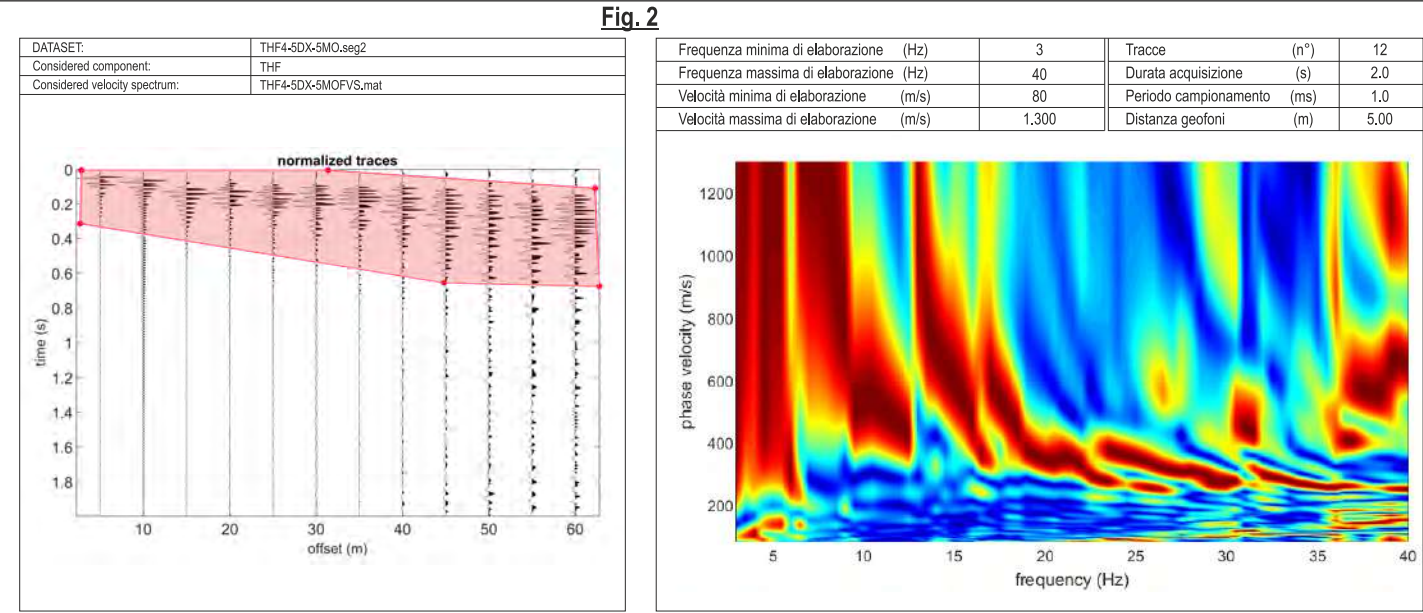 Fig. 2
DATASET: THF4-5DX-5MO.seg2
Considered component: THF
Considered velocity spectrum: THF4-5DX-5MOFVS.mat
normalized traces
0
0.2
0.4
0.6
0.8
1
1.2
1.4
1.6
1.8
time (s)
10 20 30 40 50 60
offset (m)
Frequenza minima di elaborazione (Hz) 3 Tracce (n°) 12
Frequenza massima di elaborazione (Hz) 40 Durata acquisizione (s) 2.0
Velocità minima di elaborazione (m/s) 80 Periodo campionamento (ms) 1.0
Velocità massima di elaborazione (m/s) 1.300 Distanza geofoni (m) 5.00
1200
1000
800
600
400
200
phase velocity (m/s)
5 10 15 20 25 30 35 40
frequency (Hz)